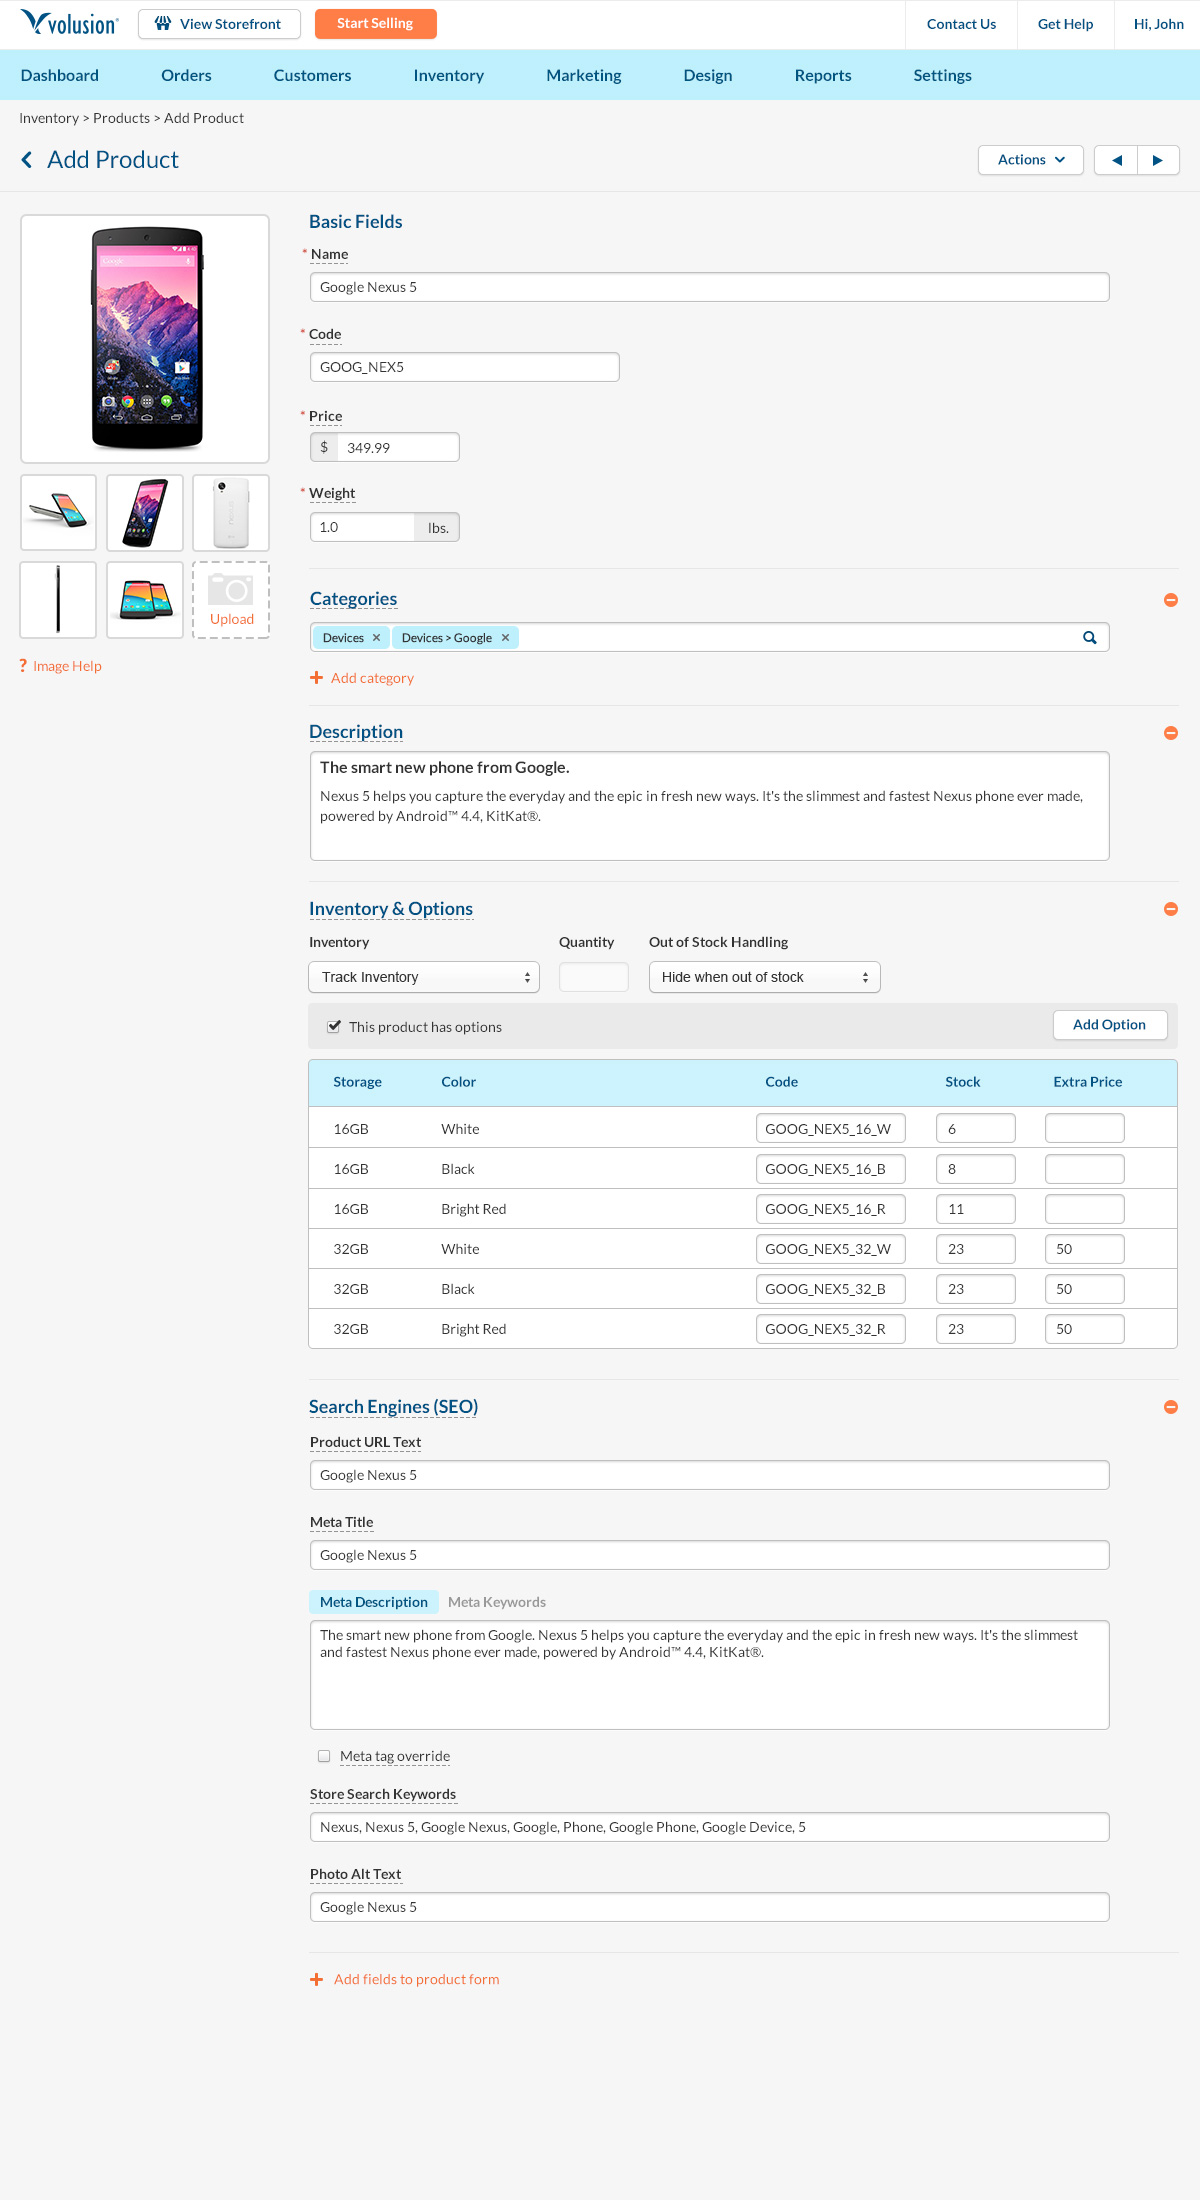 volusion
View Storefront
Start Selling
Contact Us
Get Help
Hi, John
Dashboard
Orders
Customers
Inventory
Marketing
Design
Reports
Settings
Inventory > Products > Add Product
Add Product
Actions
Google
Upload
? Image Help
Basic Fields
* Name
Google Nexus 5
* Code
GOOG_NEX5
* Price
$ 349.99
* Weight
1.0 lbs.
Categories
Devices × Devices > Google ×
+ Add category
Description
The smart new phone from Google.
Nexus 5 helps you capture the everyday and the epic in fresh new ways. It's the slimmest and fastest Nexus phone ever made,
powered by Android™ 4.4, KitKat®.
Inventory & Options
Inventory Quantity Out of Stock Handling
Track Inventory Hide when out of stock
This product has options Add Option
Storage Color Code Stock Extra Price
16GB White GOOG_NEX5_16_W 6
16GB Black GOOG_NEX5_16_B 8
16GB Bright Red GOOG_NEX5_16_R 11
32GB White GOOG_NEX5_32_W 23 50
32GB Black GOOG_NEX5_32_B 23 50
32GB Bright Red GOOG_NEX5_32_R 23 50
Search Engines (SEO)
Product URL Text
Google Nexus 5
Meta Title
Google Nexus 5
Meta Description Meta Keywords
The smart new phone from Google. Nexus 5 helps you capture the everyday and the epic in fresh new ways. It's the slimmest
and fastest Nexus phone ever made, powered by Android™ 4.4, KitKat®.
Meta tag override
Store Search Keywords
Nexus, Nexus 5, Google Nexus, Google, Phone, Google Phone, Google Device, 5
Photo Alt Text
Google Nexus 5
+ Add fields to product form